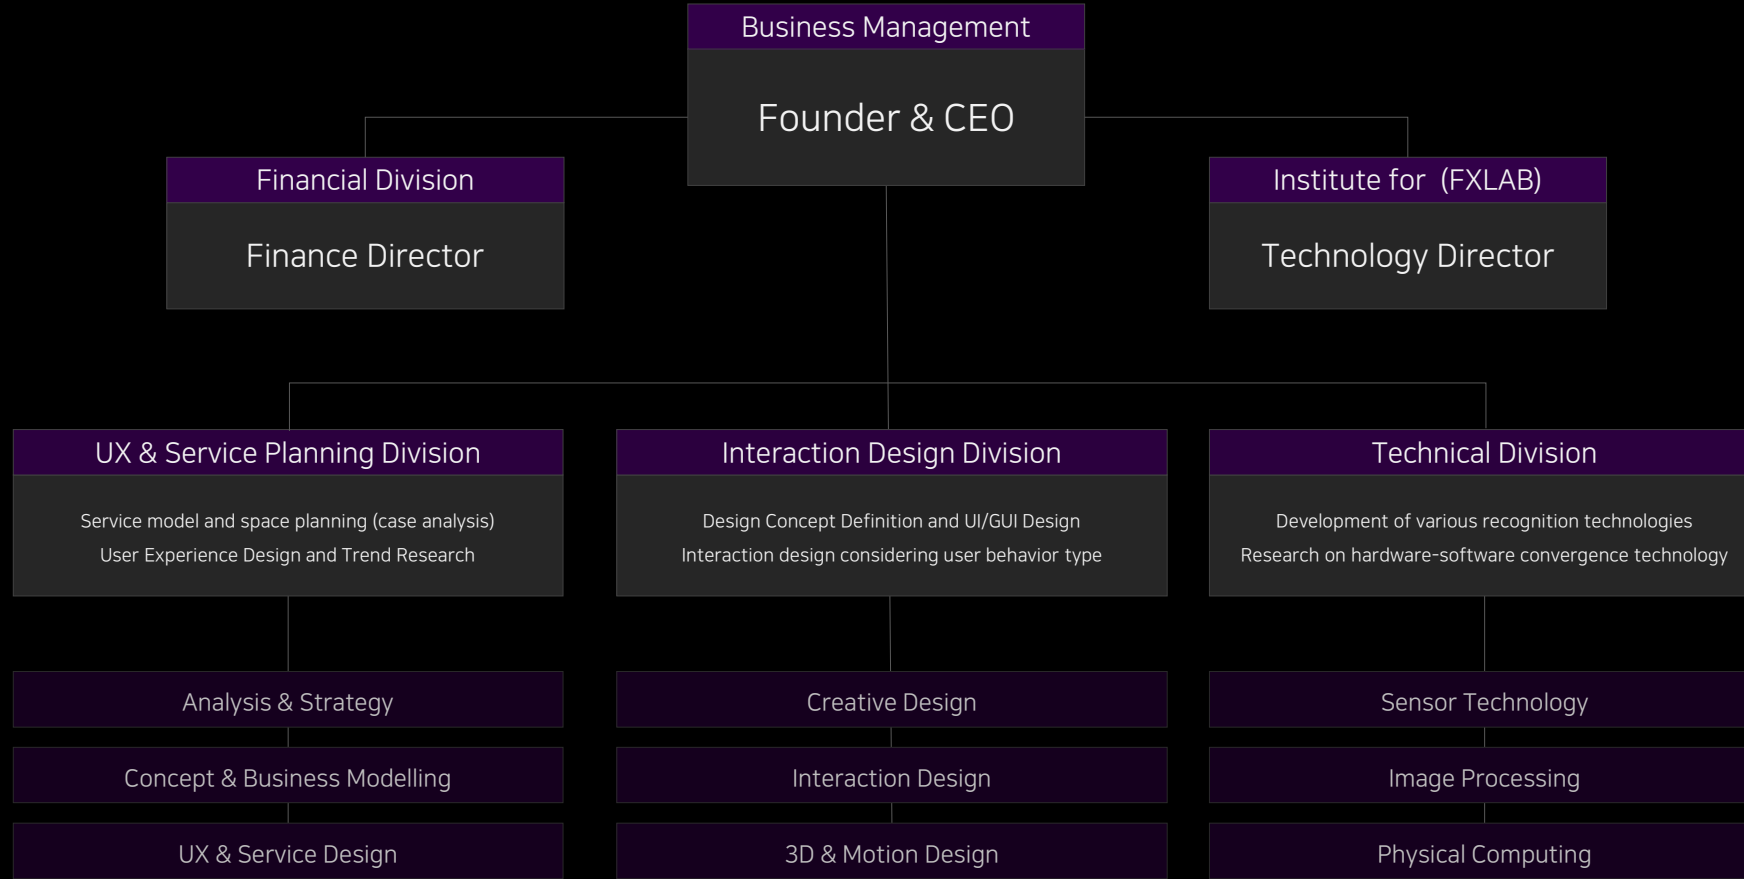 Business Management
Founder & CEO
Financial Division
Finance Director
Institute for  (FXLAB)
Technology Director
UX & Service Planning Division
Service model and space planning (case analysis)
User Experience Design and Trend Research
Interaction Design Division
Design Concept Definition and UI/GUI Design
Interaction design considering user behavior type
Technical Division
Development of various recognition technologies
Research on hardware-software convergence technology
Analysis & Strategy
Concept & Business Modelling
UX & Service Design
Creative Design
Interaction Design
3D & Motion Design
Sensor Technology
Image Processing
Physical Computing